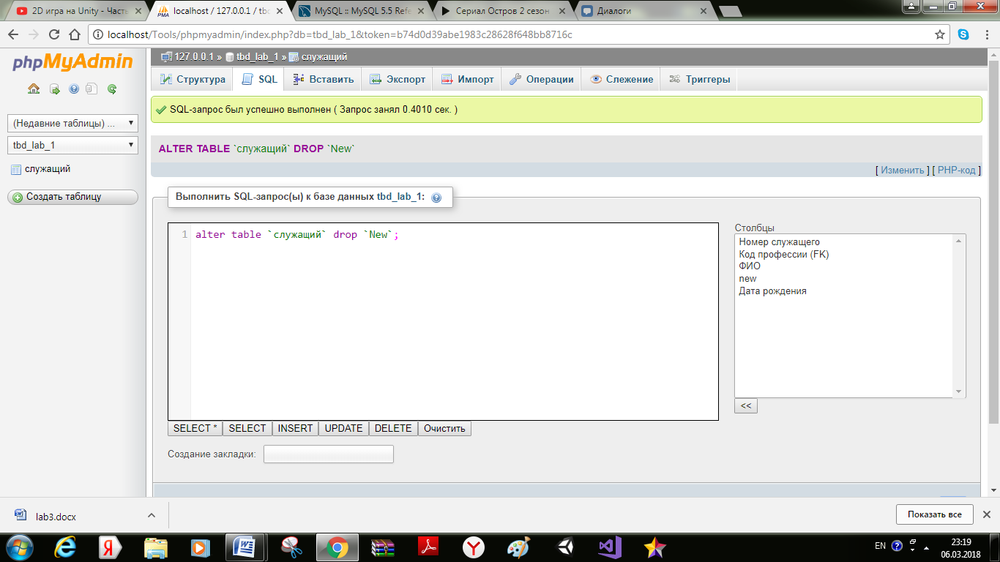 2D игра на Unity - Часть
localhost / 127.0.0.1 / tbd
MySQL :: MySQL 5.5 Refe
Сериал Остров 2 сезон
Диалоги
localhost/Tools/phpmyadmin/index.php?db=tbd_lab_1&token=b74d0d39abe1983c28628f648bb8716c
phpMyAdmin
127.0.0.1 » tbd_lab_1 » служащий
Структура SQL Вставить Экспорт Импорт Операции Слежение Триггеры
SQL-запрос был успешно выполнен ( Запрос занял 0.4010 сек. )
(Недавние таблицы) ...
tbd_lab_1
служащий
Создать таблицу
ALTER TABLE `служащий` DROP `New`
[ Изменить ] [ PHP-код ]
Выполнить SQL-запрос(ы) к базе данных tbd_lab_1:
1 alter table `служащий` drop `New`;
Столбцы
Номер служащего
Код профессии (FK)
ФИО
new
Дата рождения
<<
SELECT * SELECT INSERT UPDATE DELETE Очистить
Создание закладки:
lab3.docx
Показать все
EN
23:19
06.03.2018